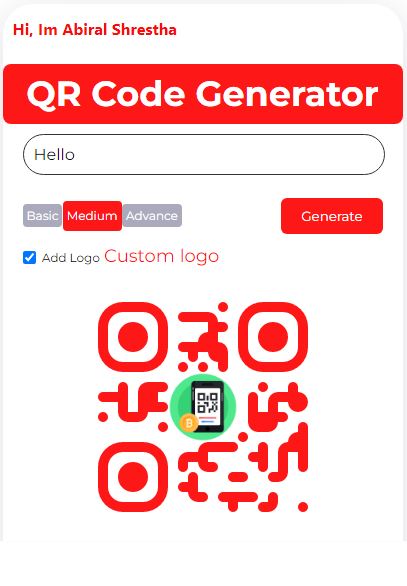 Hi, Im Abiral Shrestha
QR Code Generator
Hello
Basic Medium Advance Generate
Add Logo Custom logo